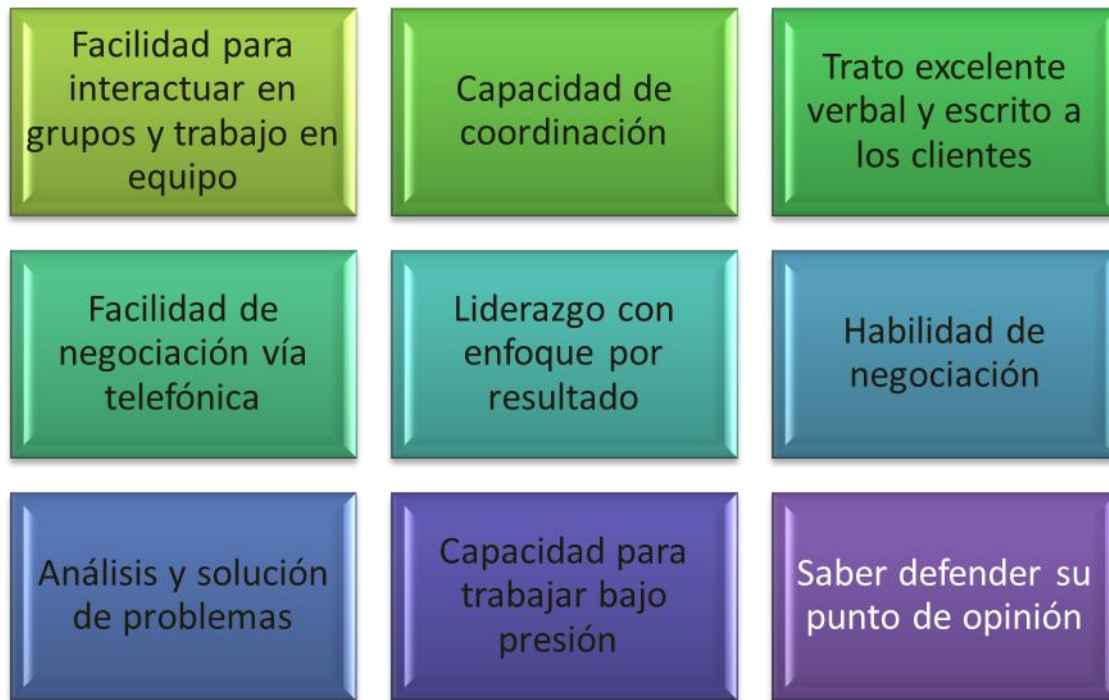 Facilidad para
interactuar en
grupos y trabajo en
equipo
Capacidad de
coordinación
Trato excelente
verbal y escrito a
los clientes
Facilidad de
negociación vía
telefónica
Liderazgo con
enfoque por
resultado
Habilidad de
negociación
Análisis y solución
de problemas
Capacidad para
trabajar bajo
presión
Saber defender su
punto de opinión